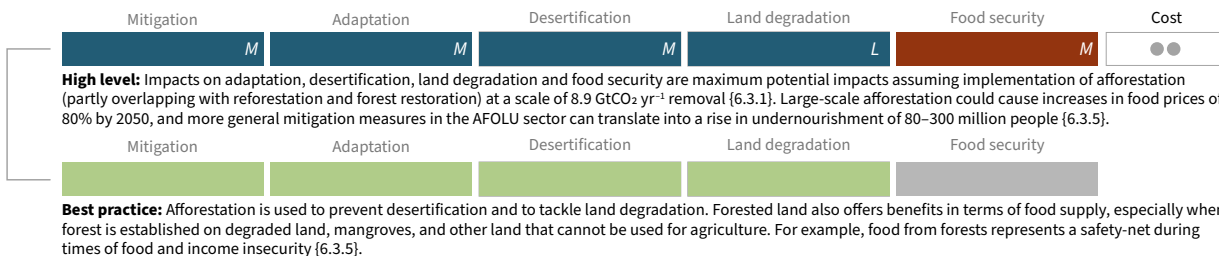 Mitigation Adaptation Desertification Land degradation Food security Cost
M M M L M
High level: Impacts on adaptation, desertification, land degradation and food security are maximum potential impacts assuming implementation of afforestation
(partly overlapping with reforestation and forest restoration) at a scale of 8.9 GtCO₂ yr⁻¹ removal {6.3.1}. Large-scale afforestation could cause increases in food prices of
80% by 2050, and more general mitigation measures in the AFOLU sector can translate into a rise in undernourishment of 80–300 million people {6.3.5}.
Mitigation Adaptation Desertification Land degradation Food security
Best practice: Afforestation is used to prevent desertification and to tackle land degradation. Forested land also offers benefits in terms of food supply, especially when
forest is established on degraded land, mangroves, and other land that cannot be used for agriculture. For example, food from forests represents a safety-net during
times of food and income insecurity {6.3.5}.